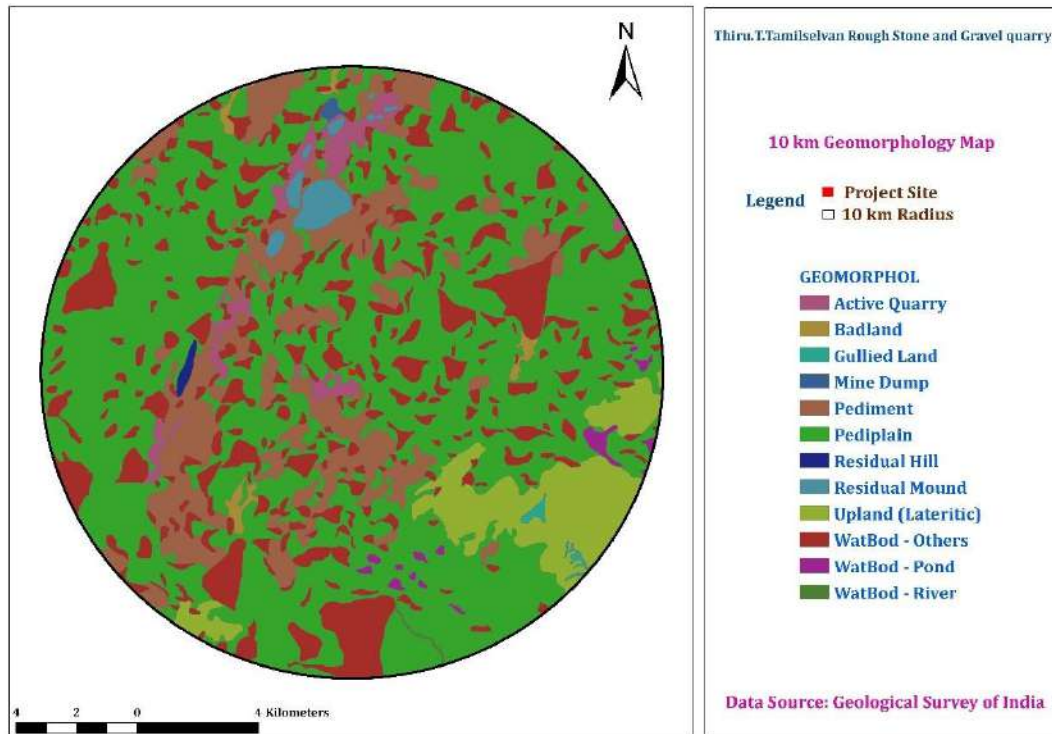 N
Thiru.T.Tamilselvan Rough Stone and Gravel quarry
10 km Geomorphology Map
Legend
Project Site
10 km Radius
GEOMORPHOL
Active Quarry
Badland
Gullied Land
Mine Dump
Pediment
Pediplain
Residual Hill
Residual Mound
Upland (Lateritic)
WatBod - Others
WatBod - Pond
WatBod - River
4 2 0 4 Kilometers
Data Source: Geological Survey of India